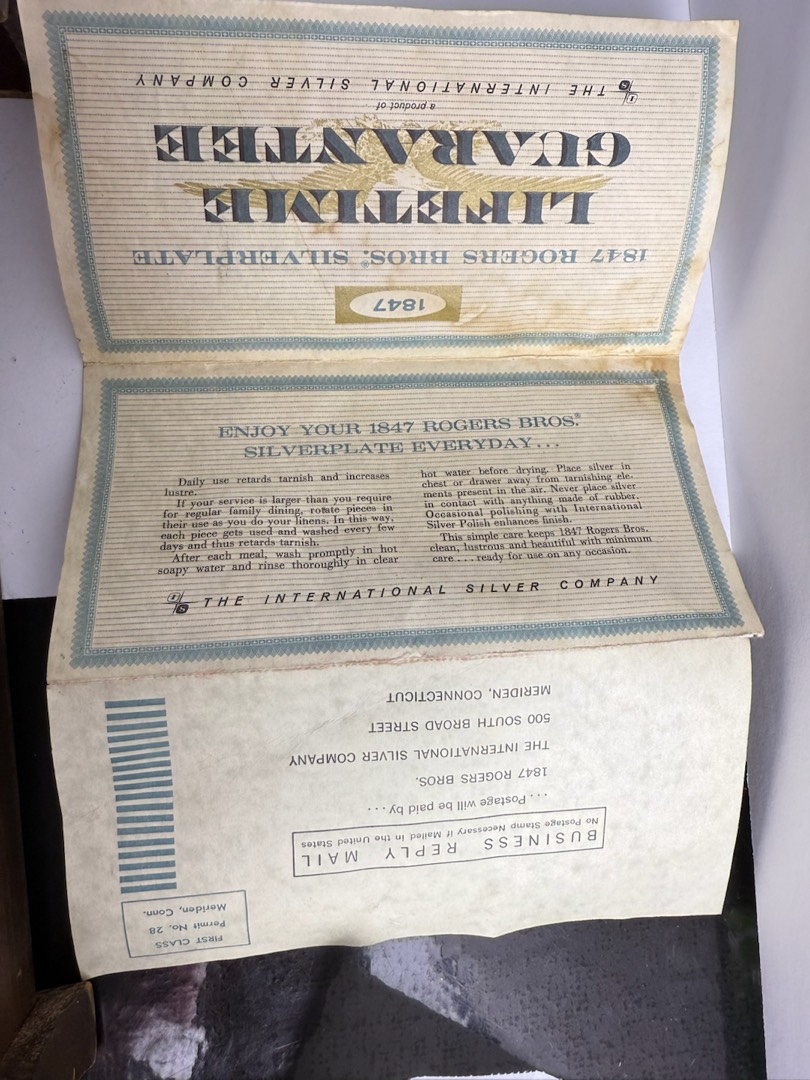 1847
1847 ROGERS BROS.® SILVERPLATE
LIFETIME
GUARANTEE
a product of
THE INTERNATIONAL SILVER COMPANY
ENJOY YOUR 1847 ROGERS BROS.®
SILVERPLATE EVERYDAY...
Daily use retards tarnish and increases
lustre.
If your service is larger than you require
for regular family dining, rotate pieces in
their use as you do your linens. In this way,
each piece gets used and washed every few
days and thus retards tarnish.
After each meal, wash promptly in hot
soapy water and rinse thoroughly in clear
hot water before drying. Place silver in
chest or drawer away from tarnishing ele-
ments present in the air. Never place silver
in contact with anything made of rubber.
Occasional polishing with International
Silver Polish enhances finish.
This simple care keeps 1847 Rogers Bros.
clean, lustrous and beautiful with minimum
care . . . ready for use on any occasion.
THE INTERNATIONAL SILVER COMPANY
FIRST CLASS
Permit No. 28
Meriden, Conn.
BUSINESS REPLY MAIL
No Postage Stamp Necessary if Mailed in the United States
. . . Postage will be paid by . . .
1847 ROGERS BROS.
THE INTERNATIONAL SILVER COMPANY
500 SOUTH BROAD STREET
MERIDEN, CONNECTICUT